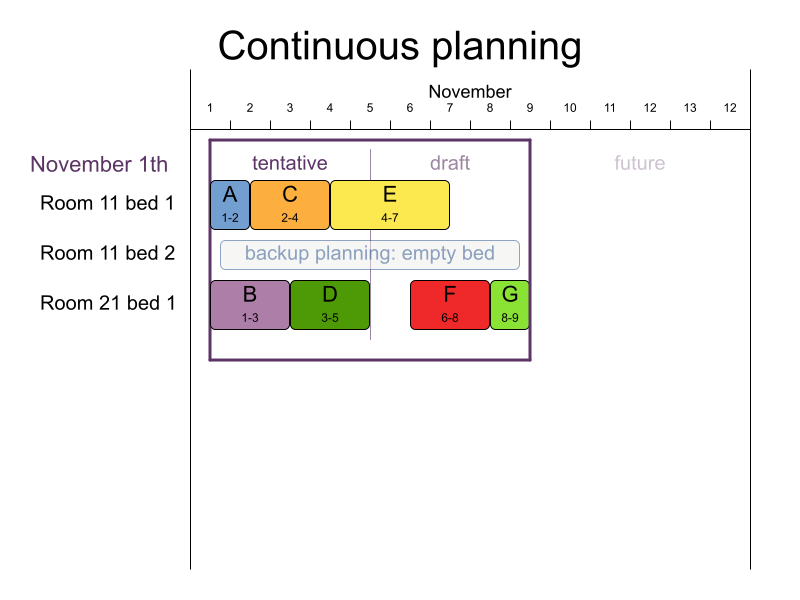 Continuous planning
November
1 2 3 4 5 6 7 8 9 10 11 12 13 12
November 1th
tentative draft future
Room 11 bed 1
A C E
1-2 2-4 4-7
Room 11 bed 2
backup planning: empty bed
Room 21 bed 1
B D F G
1-3 3-5 6-8 8-9